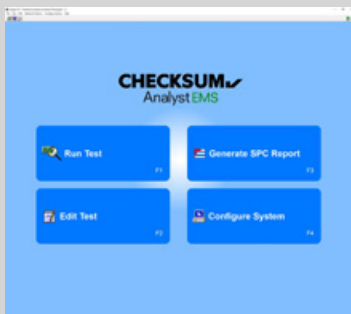 CHECKSUM
Analyst EMS
Run Test
F1
Generate SPC Report
F3
Edit Test
F2
Configure System
F4